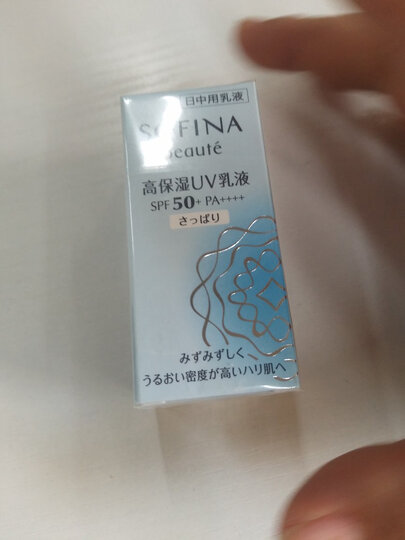 日中用乳液
SOFINA
beauté
高保湿UV乳液
SPF 50+ PA++++
さっぱり
みずみずしく
うるおい密度が高いハリ肌へ